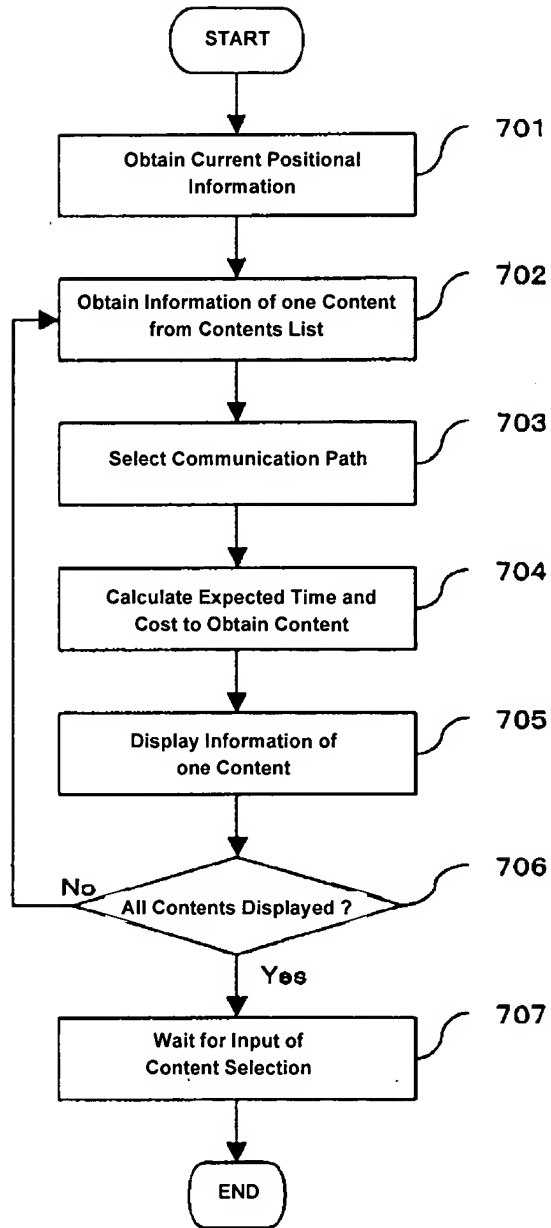 START
701
Obtain Current Positional
Information
702
Obtain Information of one Content
from Contents List
703
Select Communication Path
704
Calculate Expected Time and
Cost to Obtain Content
705
Display Information of
one Content
706
No
All Contents Displayed ?
Yes
707
Wait for Input of
Content Selection
END